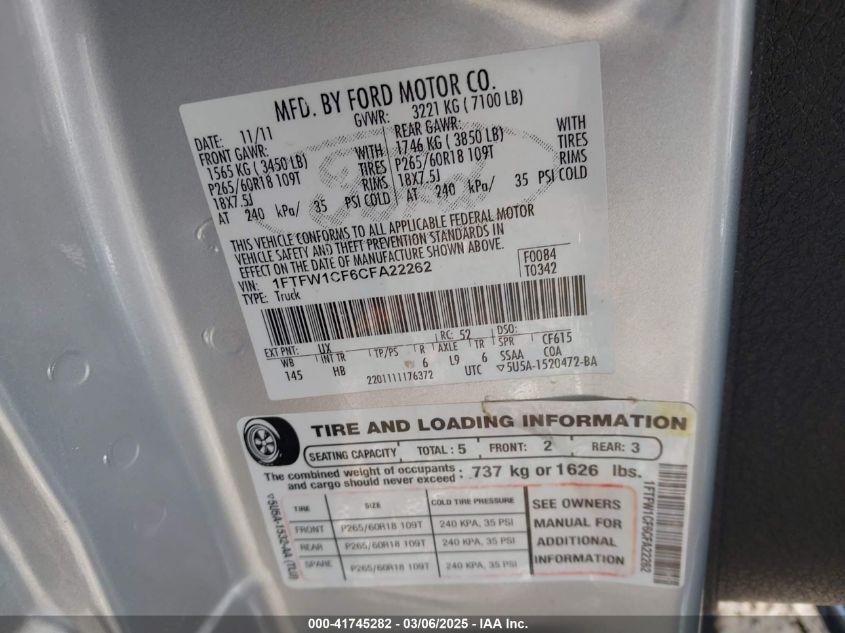 MFD. BY FORD MOTOR CO.
DATE: 11/11 GVWR: 3221 KG ( 7100 LB)
FRONT GAWR: REAR GAWR:
1565 KG ( 3450 LB) WITH 1746 KG ( 3850 LB) WITH
P265/60R18 109T TIRES P265/60R18 109T TIRES
18X7.5J RIMS 18X7.5J RIMS
AT 240 kPa/ 35 PSI COLD AT 240 kPa/ 35 PSI COLD
THIS VEHICLE CONFORMS TO ALL APPLICABLE FEDERAL MOTOR
VEHICLE SAFETY AND THEFT PREVENTION STANDARDS IN
EFFECT ON THE DATE OF MANUFACTURE SHOWN ABOVE.
VIN: 1FTFW1CF6CFA22262 F0084
TYPE: Truck T0342
EXT PNT: UX RC: 52 DSO:
WB INT TR TP/PS R AXLE TR SPR CF615
145 HB 6 L9 6 SSAA COA
2201111176372 UTC ▽5U5A-1520472-BA
TIRE AND LOADING INFORMATION
SEATING CAPACITY TOTAL : 5 FRONT: 2 REAR: 3
The combined weight of occupants
and cargo should never exceed : 737 kg or 1626 lbs.
TIRE SIZE COLD TIRE PRESSURE
FRONT P265/60R18 109T 240 KPA, 35 PSI
REAR P265/60R18 109T 240 KPA, 35 PSI
SPARE P265/60R18 109T 240 KPA, 35 PSI
SEE OWNERS
MANUAL FOR
ADDITIONAL
INFORMATION
▽5U5A-1532-AA (TLU)
1FTFW1CF6CFA22262
000-41745282 - 03/06/2025 - IAA Inc.